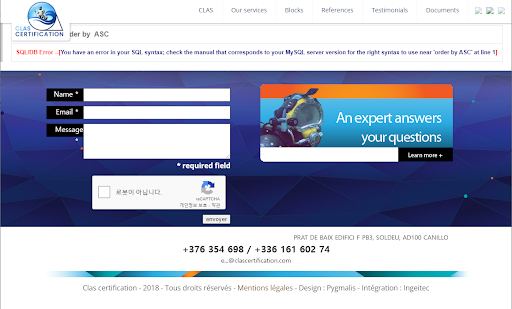 CLAS
Our services
Blocks
References
Testimonials
Documents
CLAS
CERTIFICATION
der by ASC
SQL/DB Error -- [You have an error in your SQL syntax; check the manual that corresponds to your MySQL server version for the right syntax to use near 'order by ASC' at line 1]
Name *
Email *
Message
* required field
로봇이 아닙니다.
reCAPTCHA
개인정보 보호 - 약관
envoyer
An expert answers
your questions
Learn more +
PRAT DE BAIX EDIFICI F PB3, SOLDEU, AD100 CANILLO
+376 354 698 / +336 161 602 74
e...@clascertification.com
Clas certification - 2018 - Tous droits réservés - Mentions légales - Design : Pygmalis - Intégration : Ingeitec